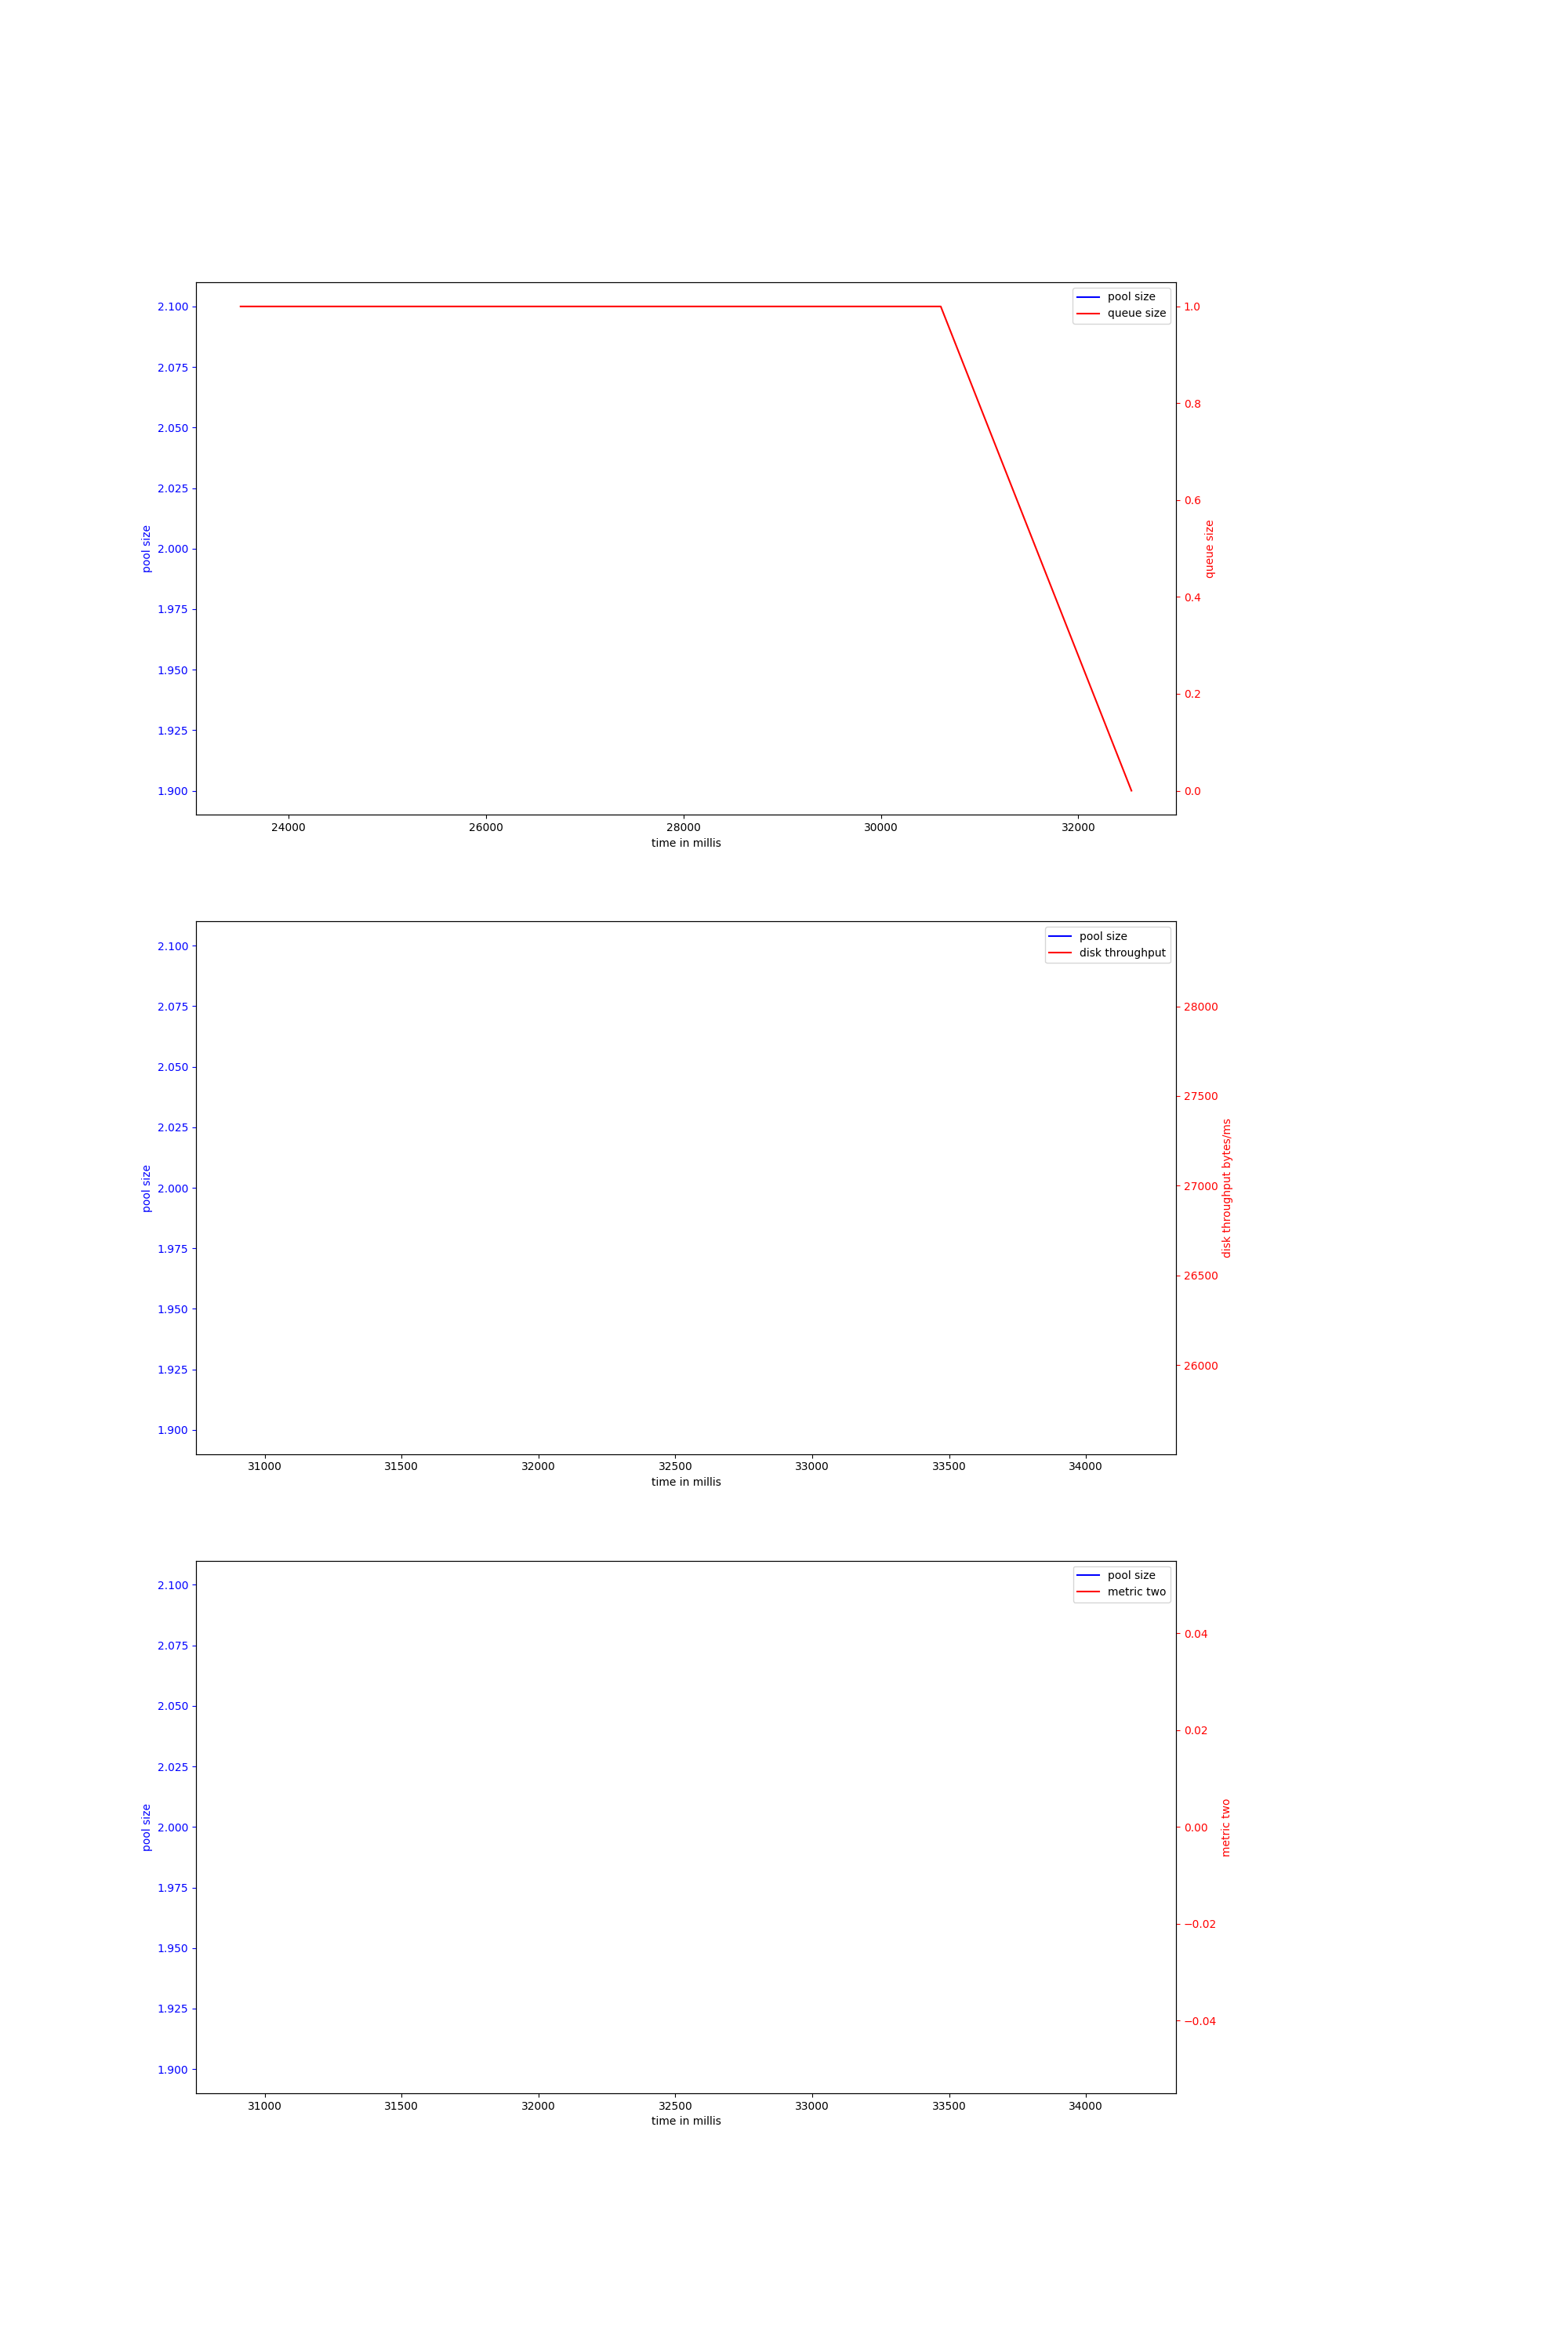 pool size
queue size
2.100
2.075
2.050
2.025
2.000
1.975
1.950
1.925
1.900
pool size
1.0
0.8
0.6
0.4
0.2
0.0
queue size
24000 26000 28000 30000 32000
time in millis
pool size
disk throughput
2.100
2.075
2.050
2.025
2.000
1.975
1.950
1.925
1.900
pool size
28000
27500
27000
26500
26000
disk throughput bytes/ms
31000 31500 32000 32500 33000 33500 34000
time in millis
pool size
metric two
2.100
2.075
2.050
2.025
2.000
1.975
1.950
1.925
1.900
pool size
0.04
0.02
0.00
−0.02
−0.04
metric two
31000 31500 32000 32500 33000 33500 34000
time in millis